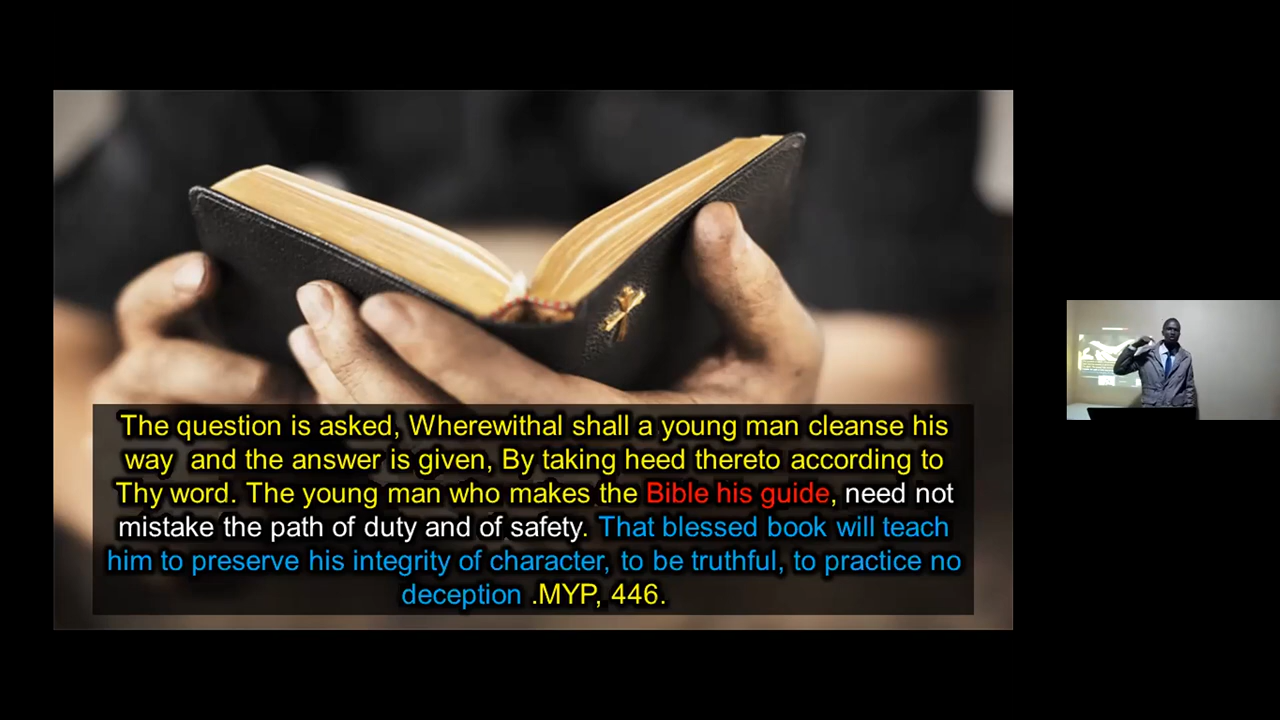 The question is asked, Wherewithal shall a young man cleanse his
way  and the answer is given, By taking heed thereto according to
Thy word. The young man who makes the Bible his guide, need not
mistake the path of duty and of safety. That blessed book will teach
him to preserve his integrity of character, to be truthful, to practice no
deception .MYP, 446.